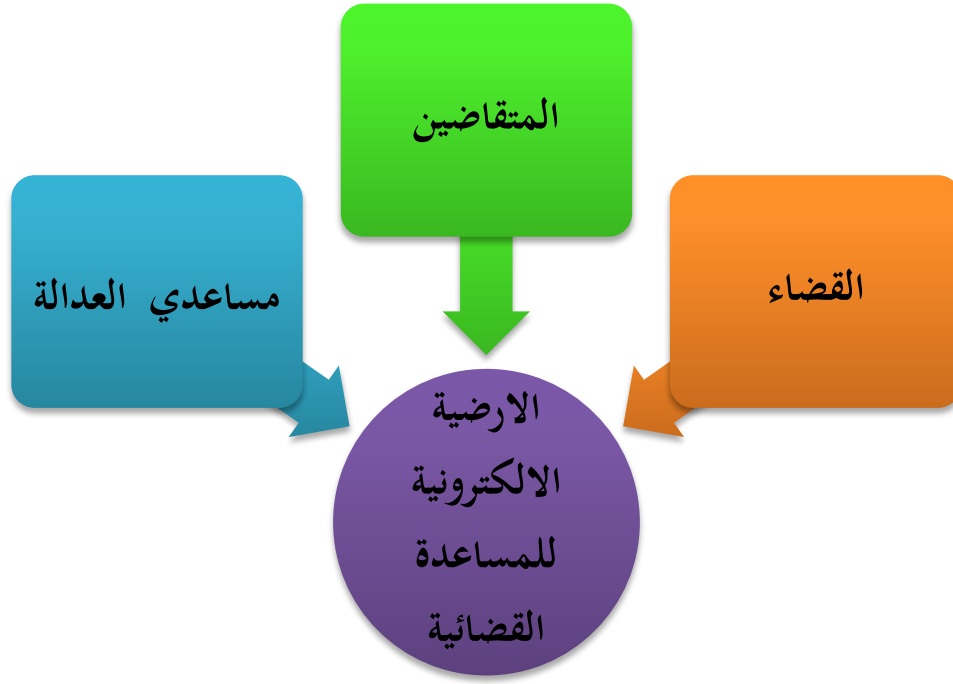 المتقاضين
القضاء
مساعدي العدالة
الارضية
الالكترونية
للمساعدة
القضائية